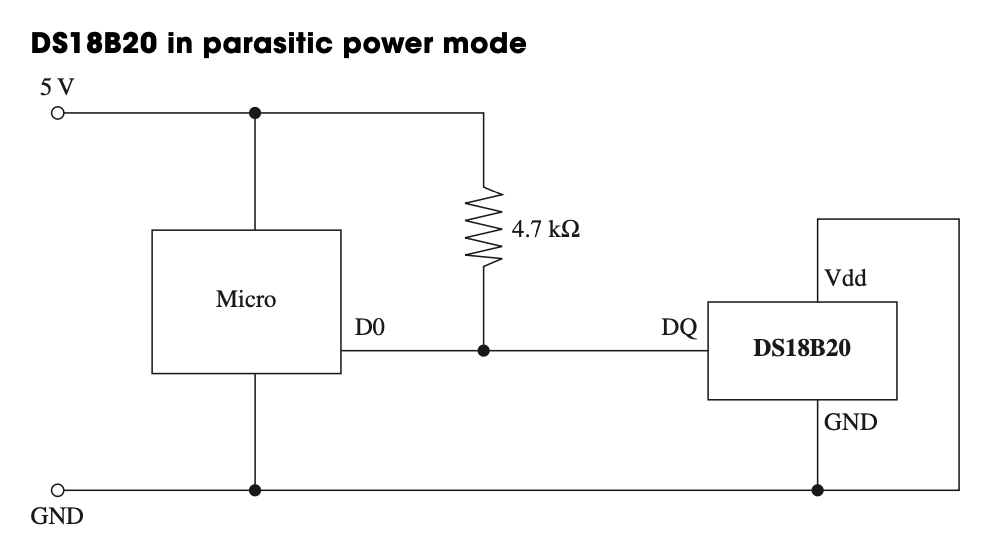 DS18B20 in parasitic power mode
5 V
4.7 kΩ
Vdd
Micro
D0
DQ
DS18B20
GND
GND